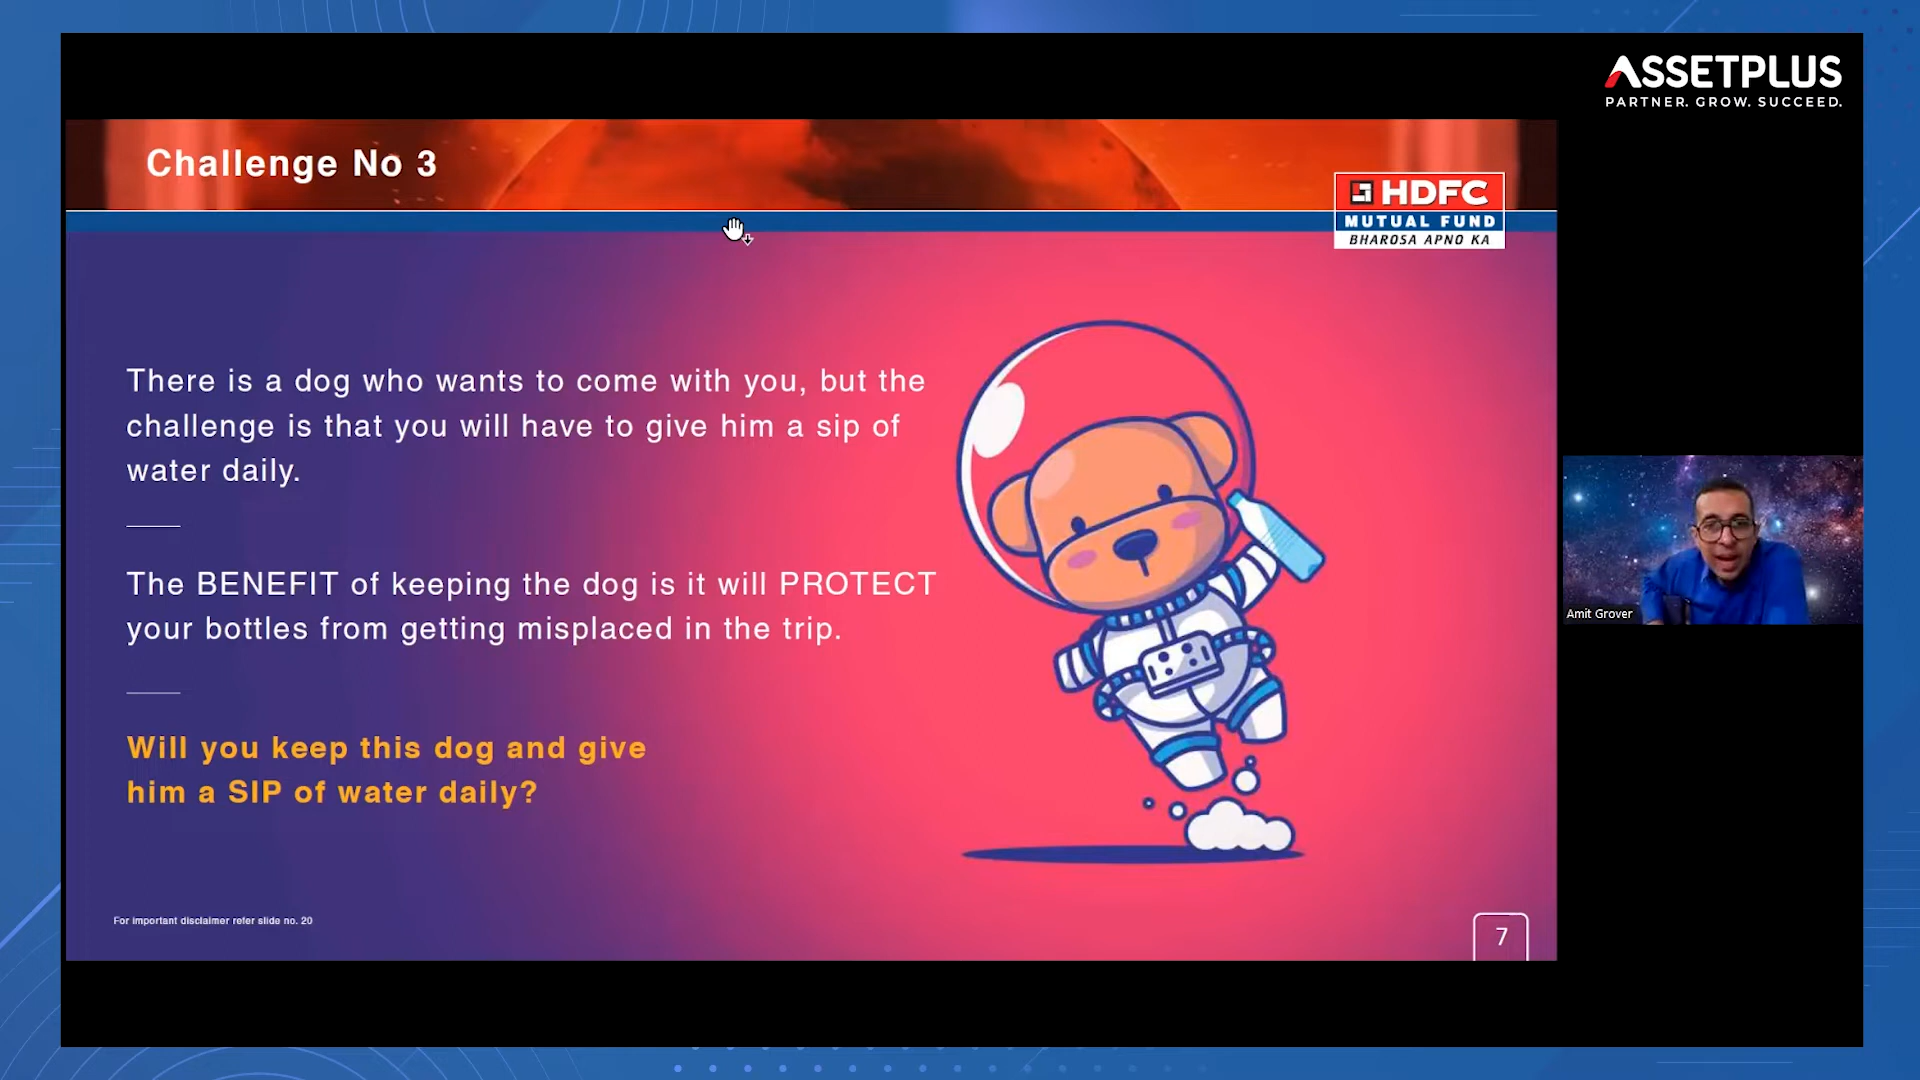 ASSETPLUS
PARTNER. GROW. SUCCEED.
Challenge No 3
HDFC
MUTUAL FUND
BHAROSA APNO KA
There is a dog who wants to come with you, but the
challenge is that you will have to give him a sip of
water daily.
The BENEFIT of keeping the dog is it will PROTECT
your bottles from getting misplaced in the trip.
Will you keep this dog and give
him a SIP of water daily?
Amit Grover
For important disclaimer refer slide no. 20
7